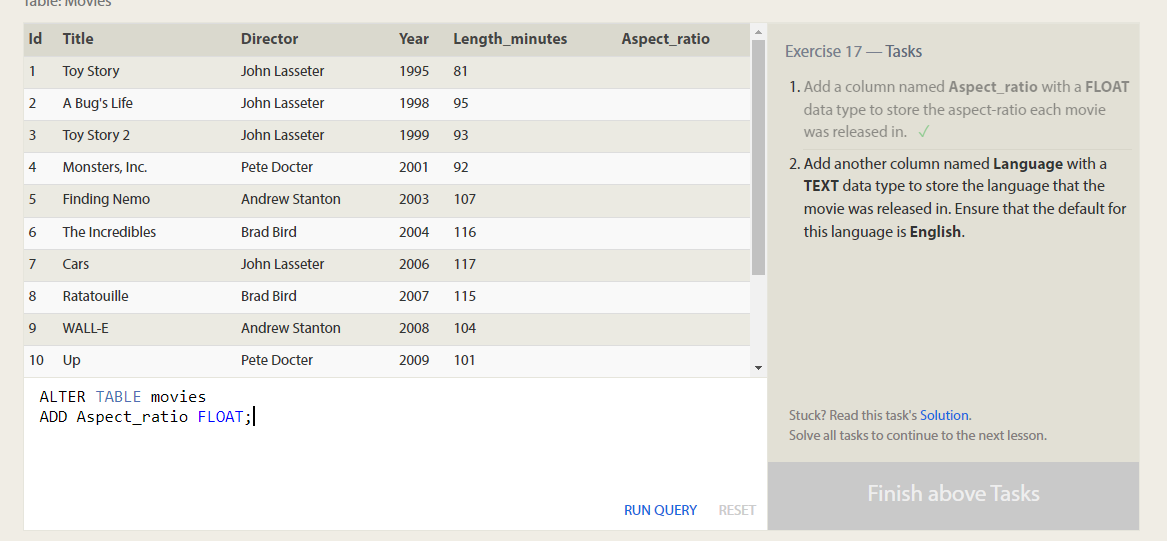 Table: Movies
Id Title Director Year Length_minutes Aspect_ratio
1 Toy Story John Lasseter 1995 81
2 A Bug's Life John Lasseter 1998 95
3 Toy Story 2 John Lasseter 1999 93
4 Monsters, Inc. Pete Docter 2001 92
5 Finding Nemo Andrew Stanton 2003 107
6 The Incredibles Brad Bird 2004 116
7 Cars John Lasseter 2006 117
8 Ratatouille Brad Bird 2007 115
9 WALL-E Andrew Stanton 2008 104
10 Up Pete Docter 2009 101
ALTER TABLE movies
ADD Aspect_ratio FLOAT;
RUN QUERY RESET
Exercise 17 — Tasks
1. Add a column named Aspect_ratio with a FLOAT
data type to store the aspect-ratio each movie
was released in. ✓
2. Add another column named Language with a
TEXT data type to store the language that the
movie was released in. Ensure that the default for
this language is English.
Stuck? Read this task's Solution.
Solve all tasks to continue to the next lesson.
Finish above Tasks